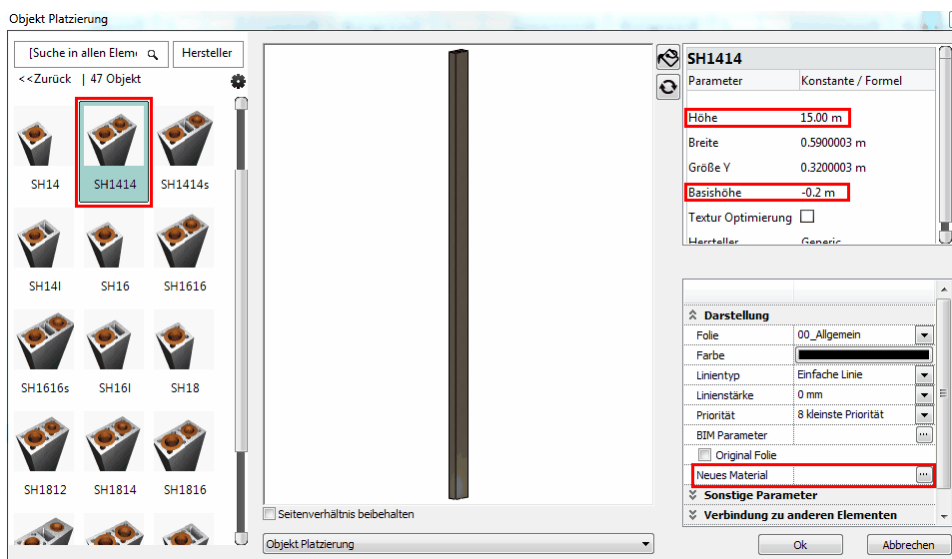 Objekt Platzierung
[Suche in allen Elem
Hersteller
<<Zurück | 47 Objekt
SH14
SH1414
SH1414s
SH14I
SH16
SH1616
SH1616s
SH16I
SH18
SH1812
SH1814
SH1816
Seitenverhältnis beibehalten
Objekt Platzierung
SH1414
Parameter Konstante / Formel
Höhe 15.00 m
Breite 0.5900003 m
Größe Y 0.3200003 m
Basishöhe -0.2 m
Textur Optimierung
Hersteller Generic
Darstellung
Folie 00_Allgemein
Farbe
Linientyp Einfache Linie
Linienstärke 0 mm
Priorität 8 kleinste Priorität
BIM Parameter ...
Original Folie
Neues Material ...
Sonstige Parameter
Verbindung zu anderen Elementen
Ok Abbrechen